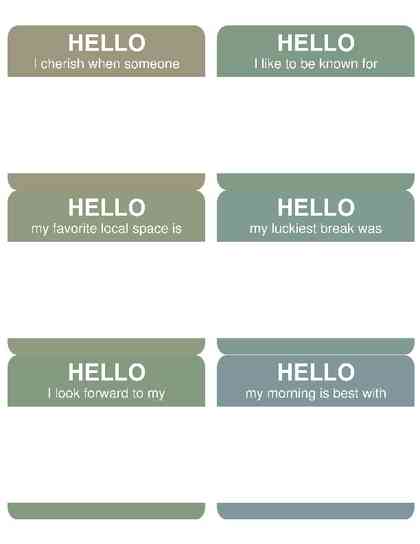 HELLO
I cherish when someone
HELLO
I like to be known for
HELLO
my favorite local space is
HELLO
my luckiest break was
HELLO
I look forward to my
HELLO
my morning is best with